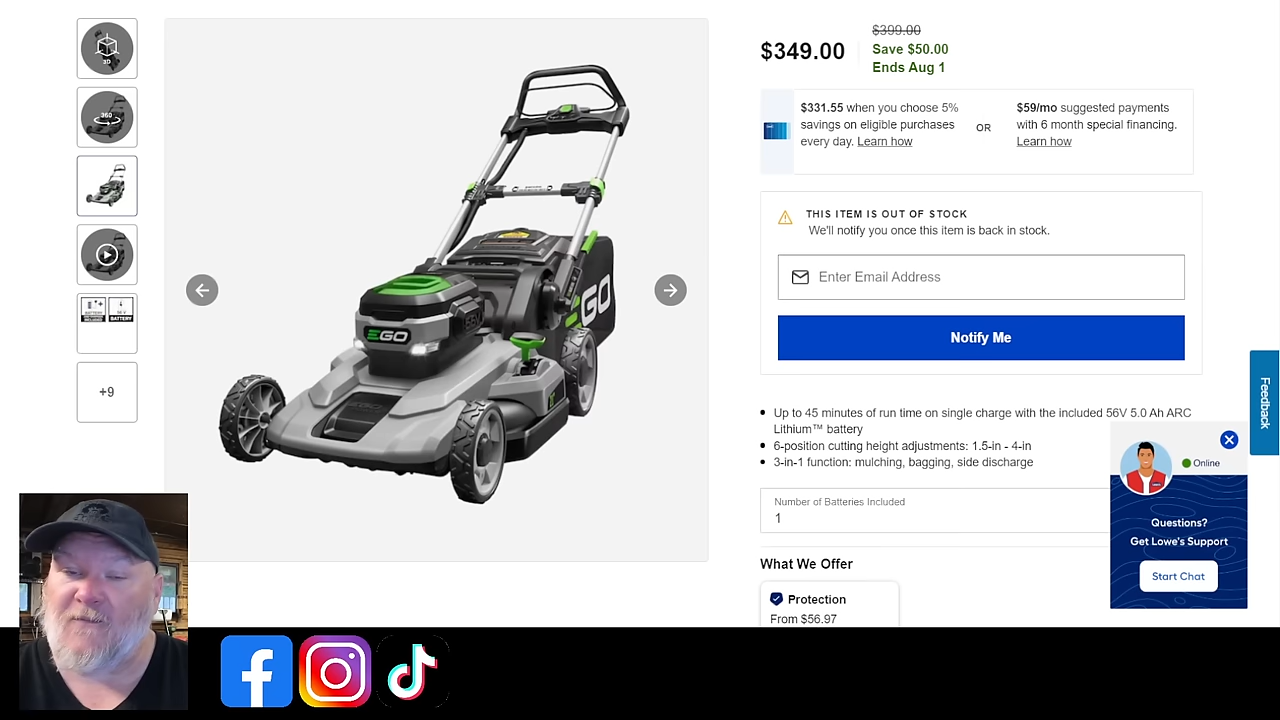 3D
360
+9
EGO
56V
EGO
$349.00
$399.00
Save $50.00
Ends Aug 1
$331.55 when you choose 5%
savings on eligible purchases
every day. Learn how
OR
$59/mo suggested payments
with 6 month special financing.
Learn how
THIS ITEM IS OUT OF STOCK
We'll notify you once this item is back in stock.
Enter Email Address
Notify Me
Feedback
Up to 45 minutes of run time on single charge with the included 56V 5.0 Ah ARC
Lithium™ battery
6-position cutting height adjustments: 1.5-in - 4-in
3-in-1 function: mulching, bagging, side discharge
Number of Batteries Included
1
Online
Questions?
Get Lowe's Support
Start Chat
What We Offer
Protection
From $56.97